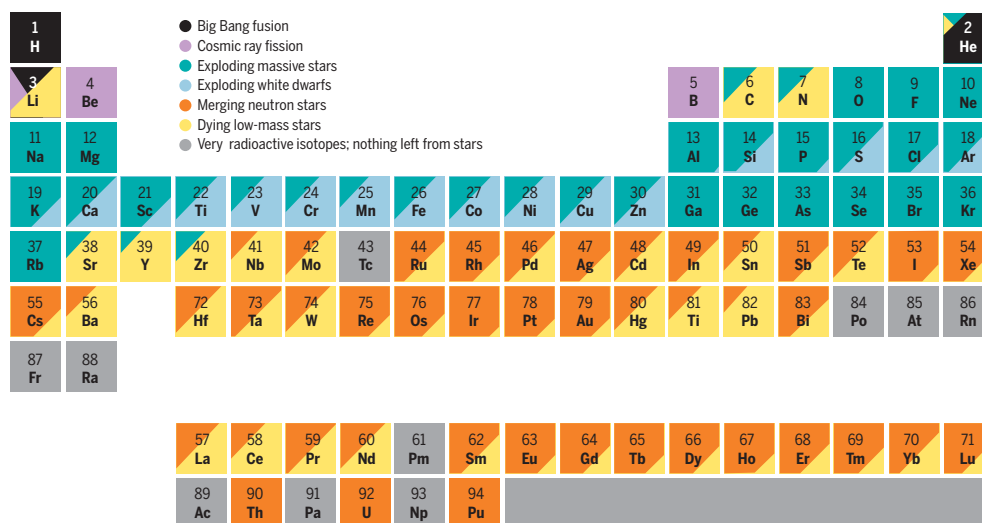 1 2
H He
Big Bang fusion
Cosmic ray fission
Exploding massive stars
Exploding white dwarfs
Merging neutron stars
Dying low-mass stars
Very radioactive isotopes; nothing left from stars
3 4 5 6 7 8 9 10
Li Be B C N O F Ne
11 12 13 14 15 16 17 18
Na Mg Al Si P S Cl Ar
19 20 21 22 23 24 25 26 27 28 29 30 31 32 33 34 35 36
K Ca Sc Ti V Cr Mn Fe Co Ni Cu Zn Ga Ge As Se Br Kr
37 38 39 40 41 42 43 44 45 46 47 48 49 50 51 52 53 54
Rb Sr Y Zr Nb Mo Tc Ru Rh Pd Ag Cd In Sn Sb Te I Xe
55 56 72 73 74 75 76 77 78 79 80 81 82 83 84 85 86
Cs Ba Hf Ta W Re Os Ir Pt Au Hg Ti Pb Bi Po At Rn
87 88
Fr Ra
57 58 59 60 61 62 63 64 65 66 67 68 69 70 71
La Ce Pr Nd Pm Sm Eu Gd Tb Dy Ho Er Tm Yb Lu
89 90 91 92 93 94
Ac Th Pa U Np Pu